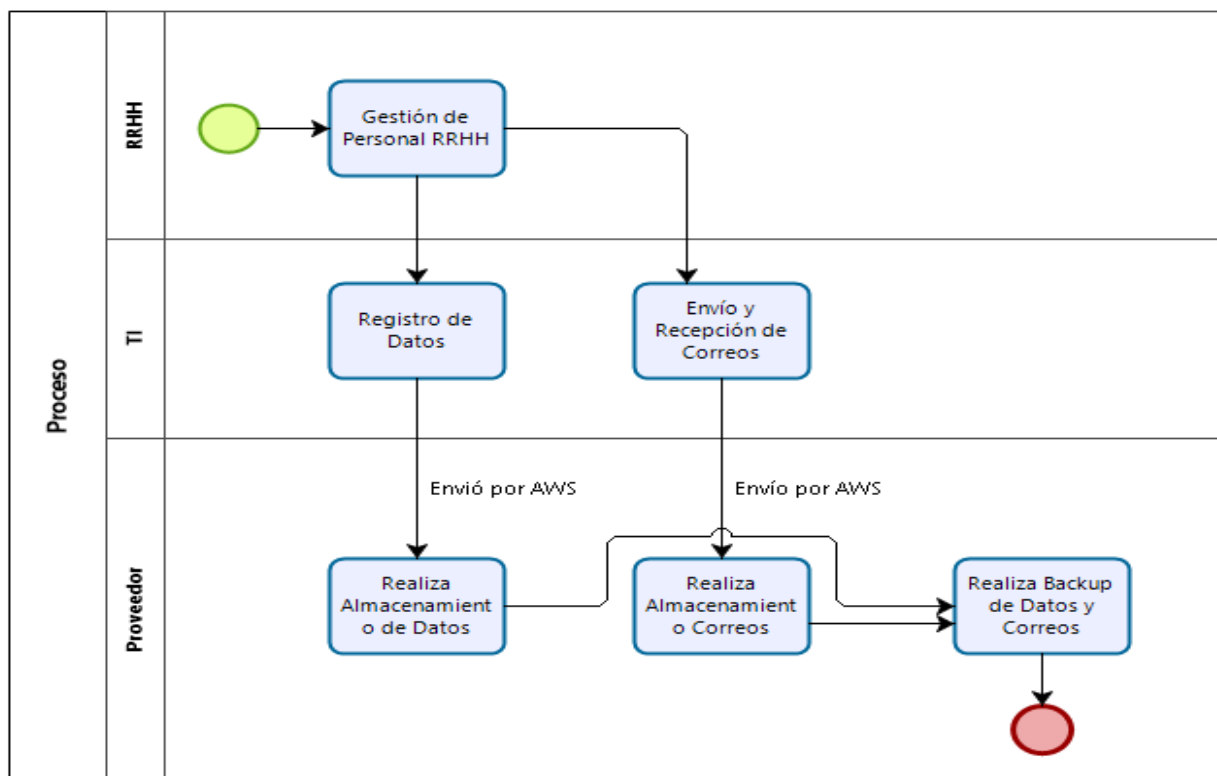 Proceso
RRHH
Gestión de
Personal RRHH
TI
Registro de
Datos
Envío y
Recepción de
Correos
Proveedor
Envió por AWS
Envío por AWS
Realiza
Almacenamient
o de Datos
Realiza
Almacenamient
o Correos
Realiza Backup
de Datos y
Correos